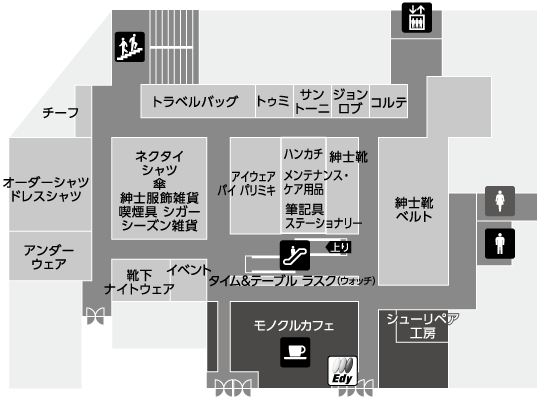 トラベルバッグ
トゥミ
サン
トーニ
ジョン
ロブ
コルテ
チーフ
オーダーシャツ
ドレスシャツ
ネクタイ
シャツ
傘
紳士服飾雑貨
喫煙具 シガー
シーズン雑貨
アイウェア
バイ パリミキ
ハンカチ
メンテナンス・
ケア用品
筆記具
ステーショナリー
紳士靴
紳士靴
ベルト
アンダー
ウェア
靴下
ナイトウェア
イベント
上り
タイム&テーブル ラスク(ウォッチ)
モノクルカフェ
Edy
シューリペア
工房